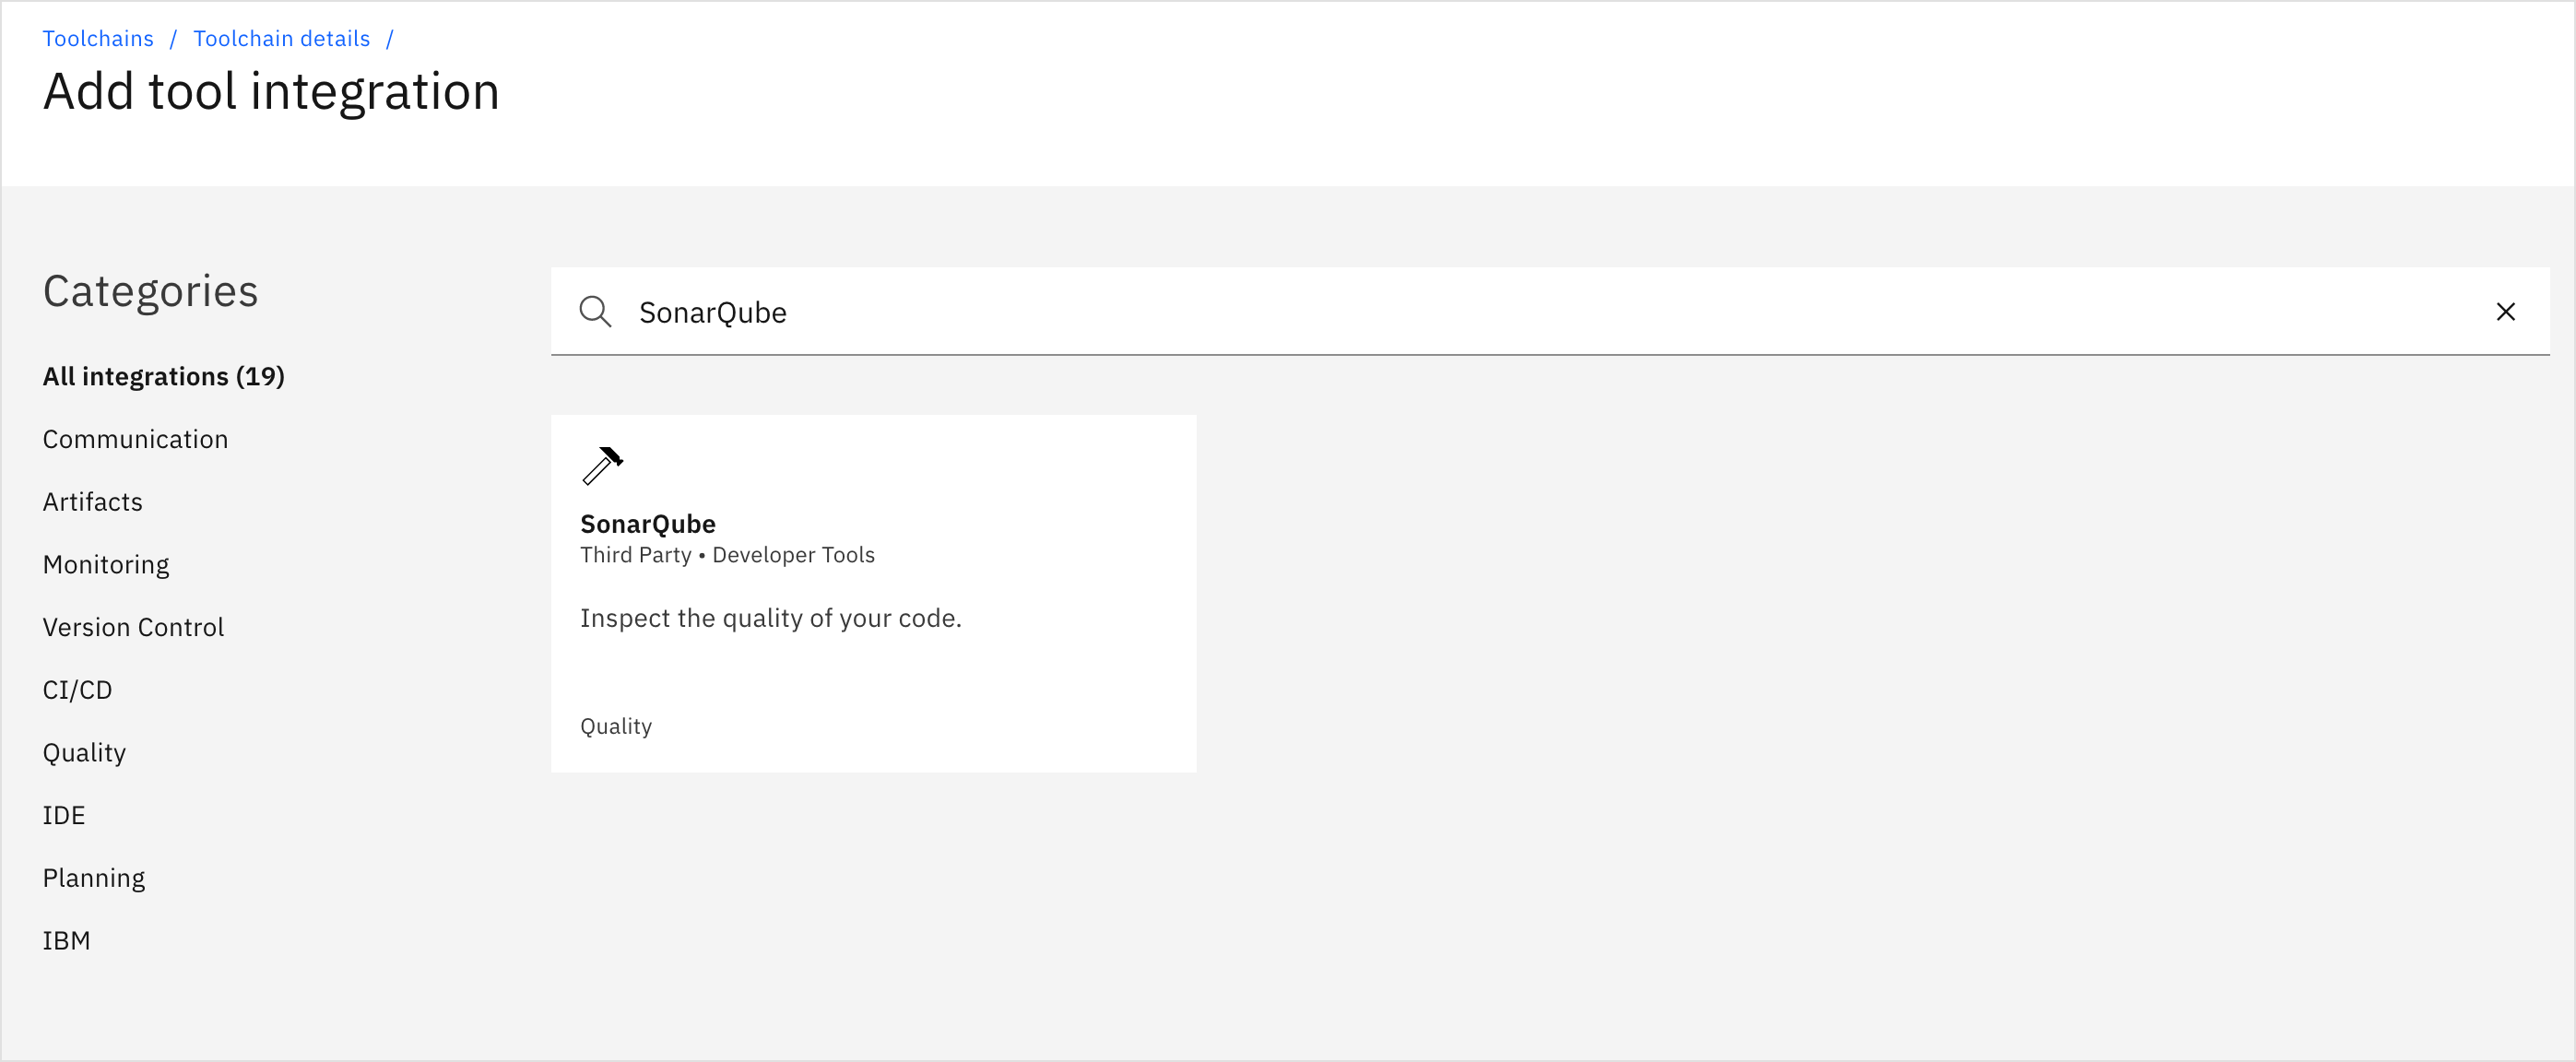 Toolchains / Toolchain details /
Add tool integration
Categories
All integrations (19)
Communication
Artifacts
Monitoring
Version Control
CI/CD
Quality
IDE
Planning
IBM
SonarQube
SonarQube
Third Party • Developer Tools
Inspect the quality of your code.
Quality